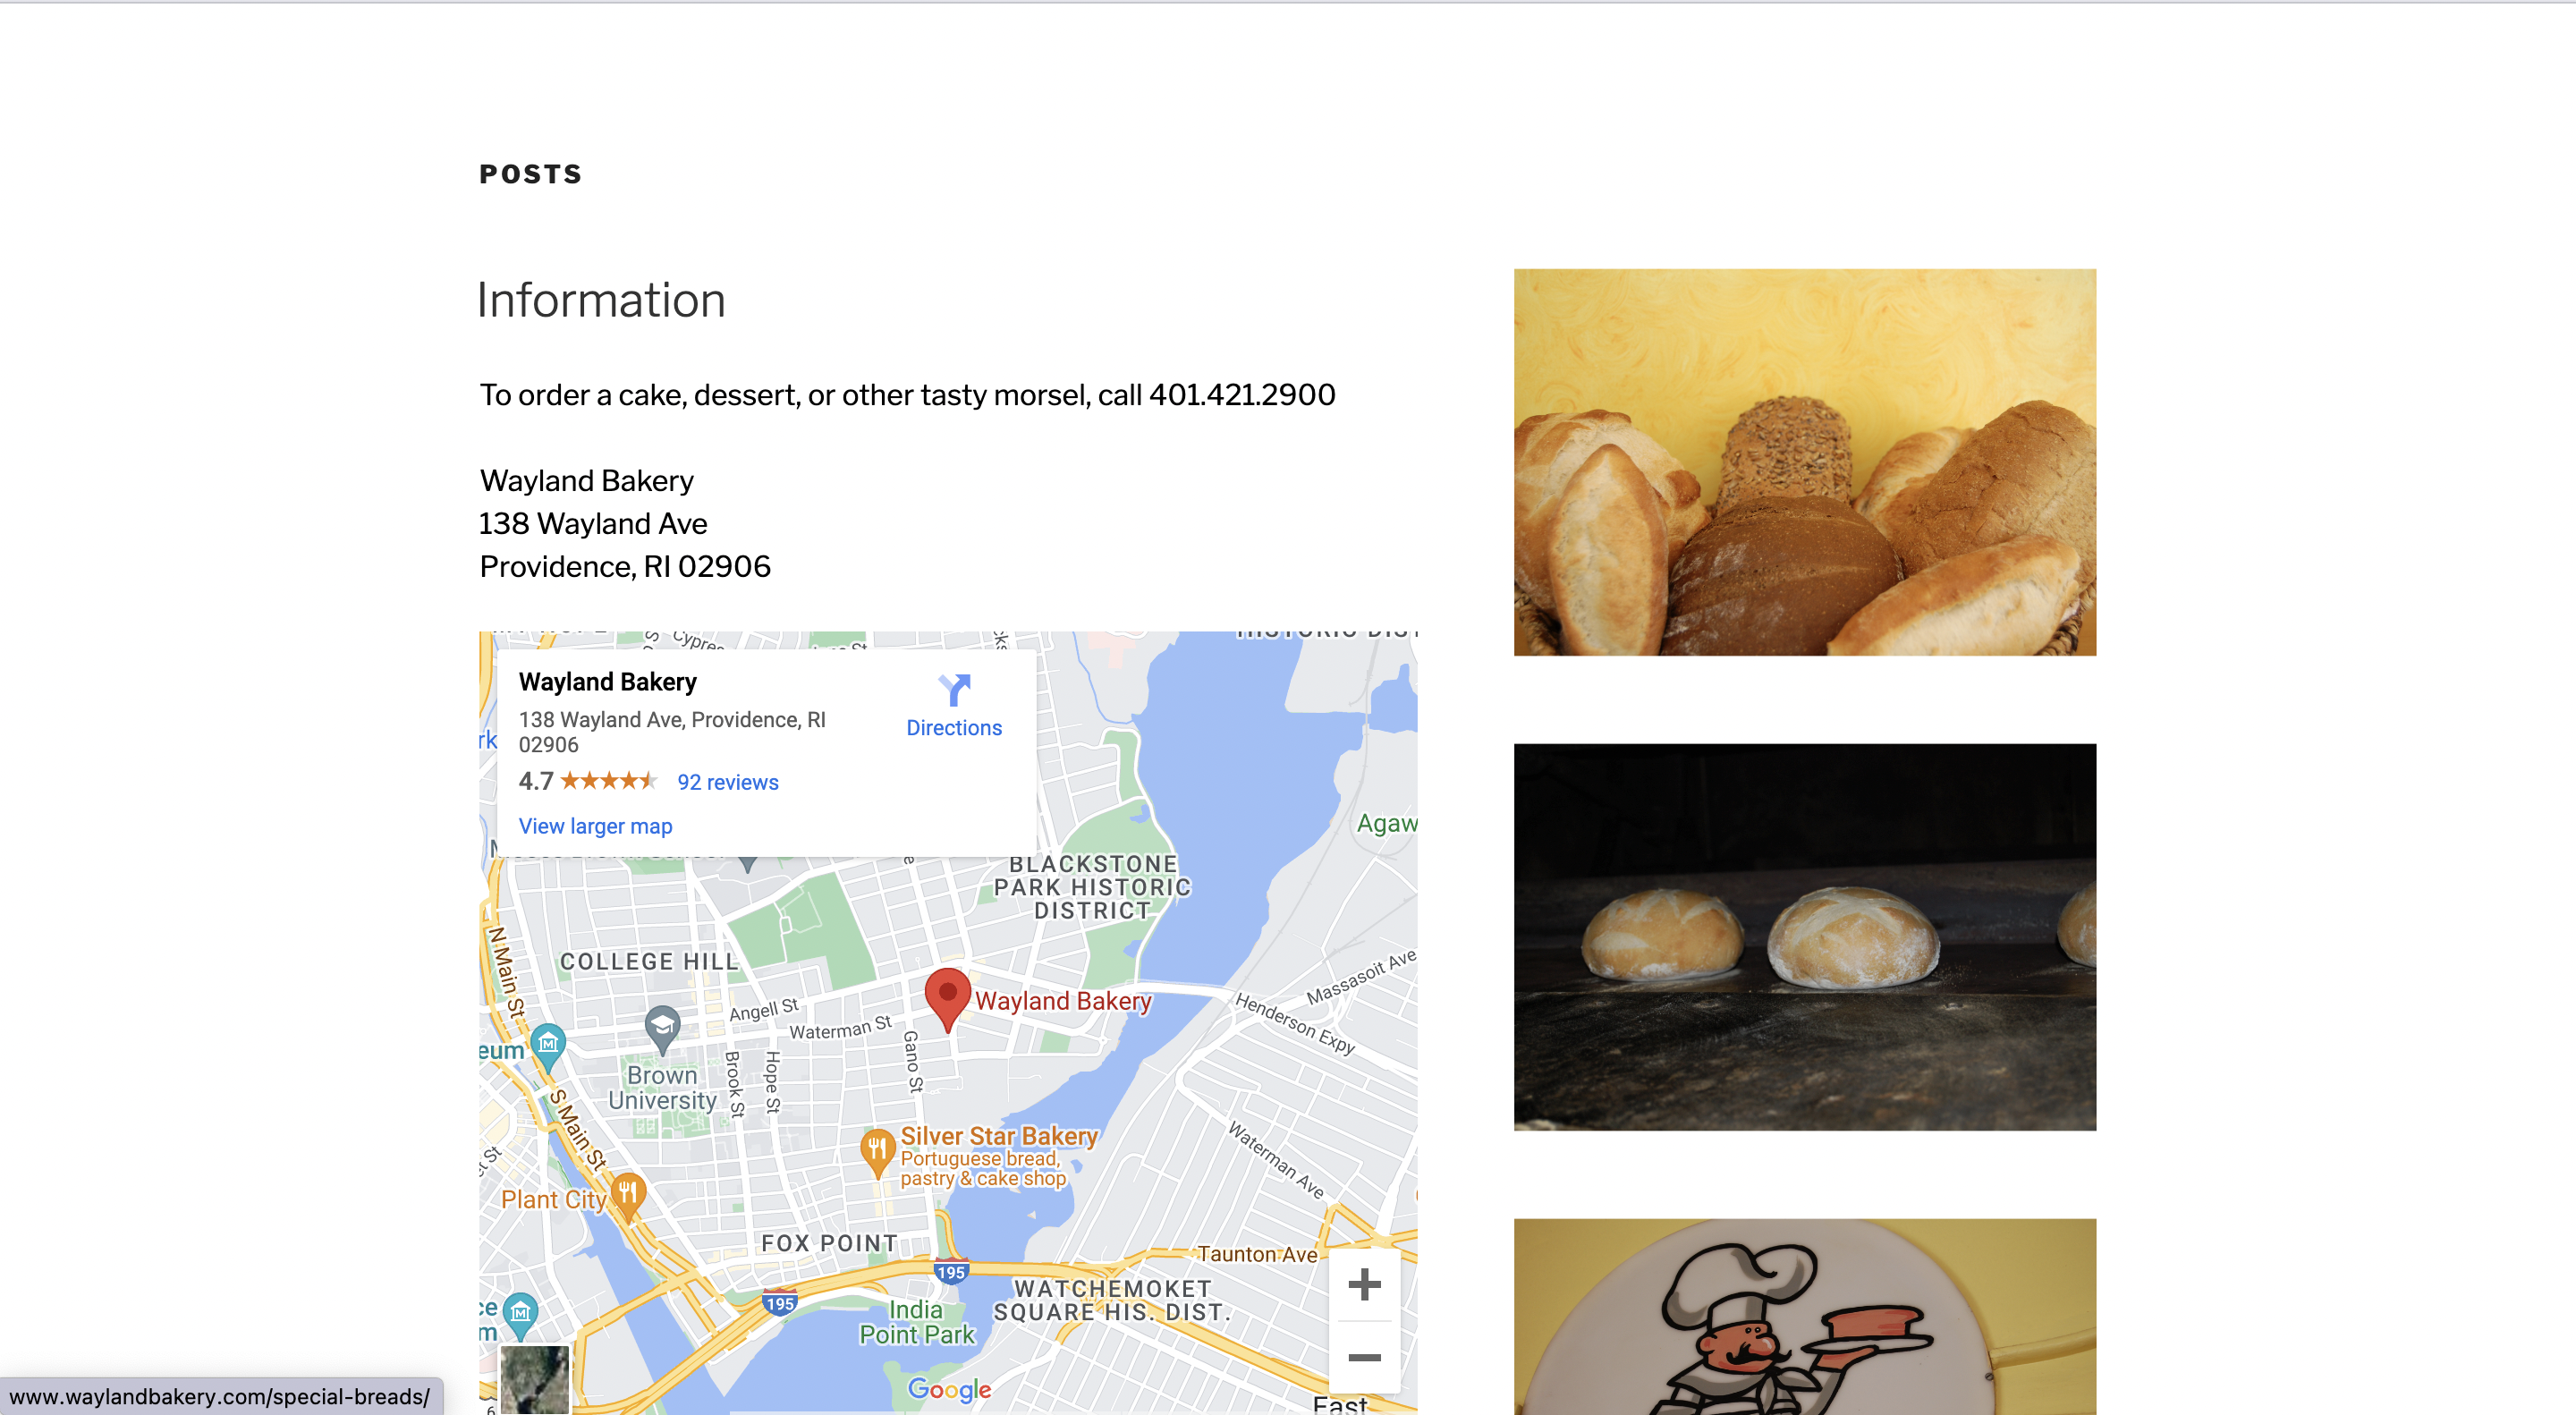 POSTS
Information
To order a cake, dessert, or other tasty morsel, call 401.421.2900
Wayland Bakery
138 Wayland Ave
Providence, RI 02906
Wayland Bakery
138 Wayland Ave, Providence, RI
02906
4.7
92 reviews
View larger map
Directions
BLACKSTONE
PARK HISTORIC
DISTRICT
COLLEGE HILL
N Main St
Angell St
Waterman St
Wayland Bakery
Massasoit Ave
Henderson Expy
Gano St
Brook St
Hope St
Brown
University
S Main St
Silver Star Bakery
Portuguese bread,
pastry & cake shop
Waterman Ave
Plant City
FOX POINT
195
195
Taunton Ave
WATCHEMOKET
SQUARE HIS. DIST.
India
Point Park
Google
East
www.waylandbakery.com/special-breads/